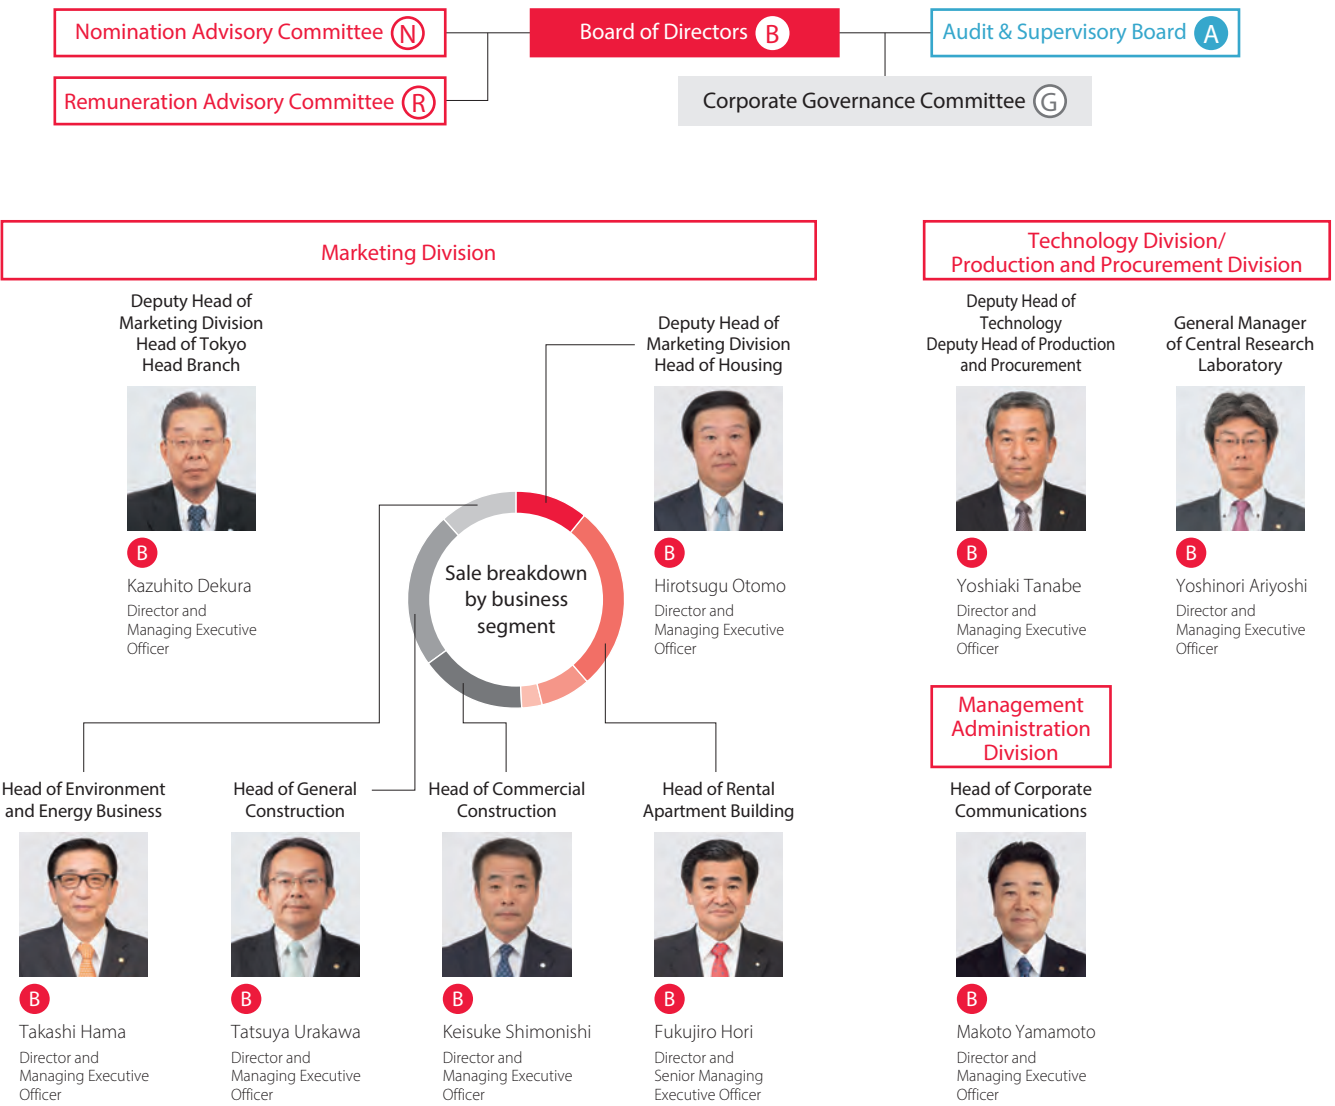 Nomination Advisory Committee N
Board of Directors B
Audit & Supervisory Board A
Remuneration Advisory Committee R
Corporate Governance Committee G
Marketing Division
Technology Division/
Production and Procurement Division
Deputy Head of
Marketing Division
Head of Tokyo
Head Branch
B
Kazuhito Dekura
Director and
Managing Executive
Officer
Deputy Head of
Marketing Division
Head of Housing
B
Hirotsugu Otomo
Director and
Managing Executive
Officer
Deputy Head of
Technology
Deputy Head of Production
and Procurement
B
Yoshiaki Tanabe
Director and
Managing Executive
Officer
General Manager
of Central Research
Laboratory
B
Yoshinori Ariyoshi
Director and
Managing Executive
Officer
Sale breakdown
by business
segment
Management
Administration
Division
Head of Environment
and Energy Business
B
Takashi Hama
Director and
Managing Executive
Officer
Head of General
Construction
B
Tatsuya Urakawa
Director and
Managing Executive
Officer
Head of Commercial
Construction
B
Keisuke Shimonishi
Director and
Managing Executive
Officer
Head of Rental
Apartment Building
B
Fukujiro Hori
Director and
Senior Managing
Executive Officer
Head of Corporate
Communications
B
Makoto Yamamoto
Director and
Managing Executive
Officer